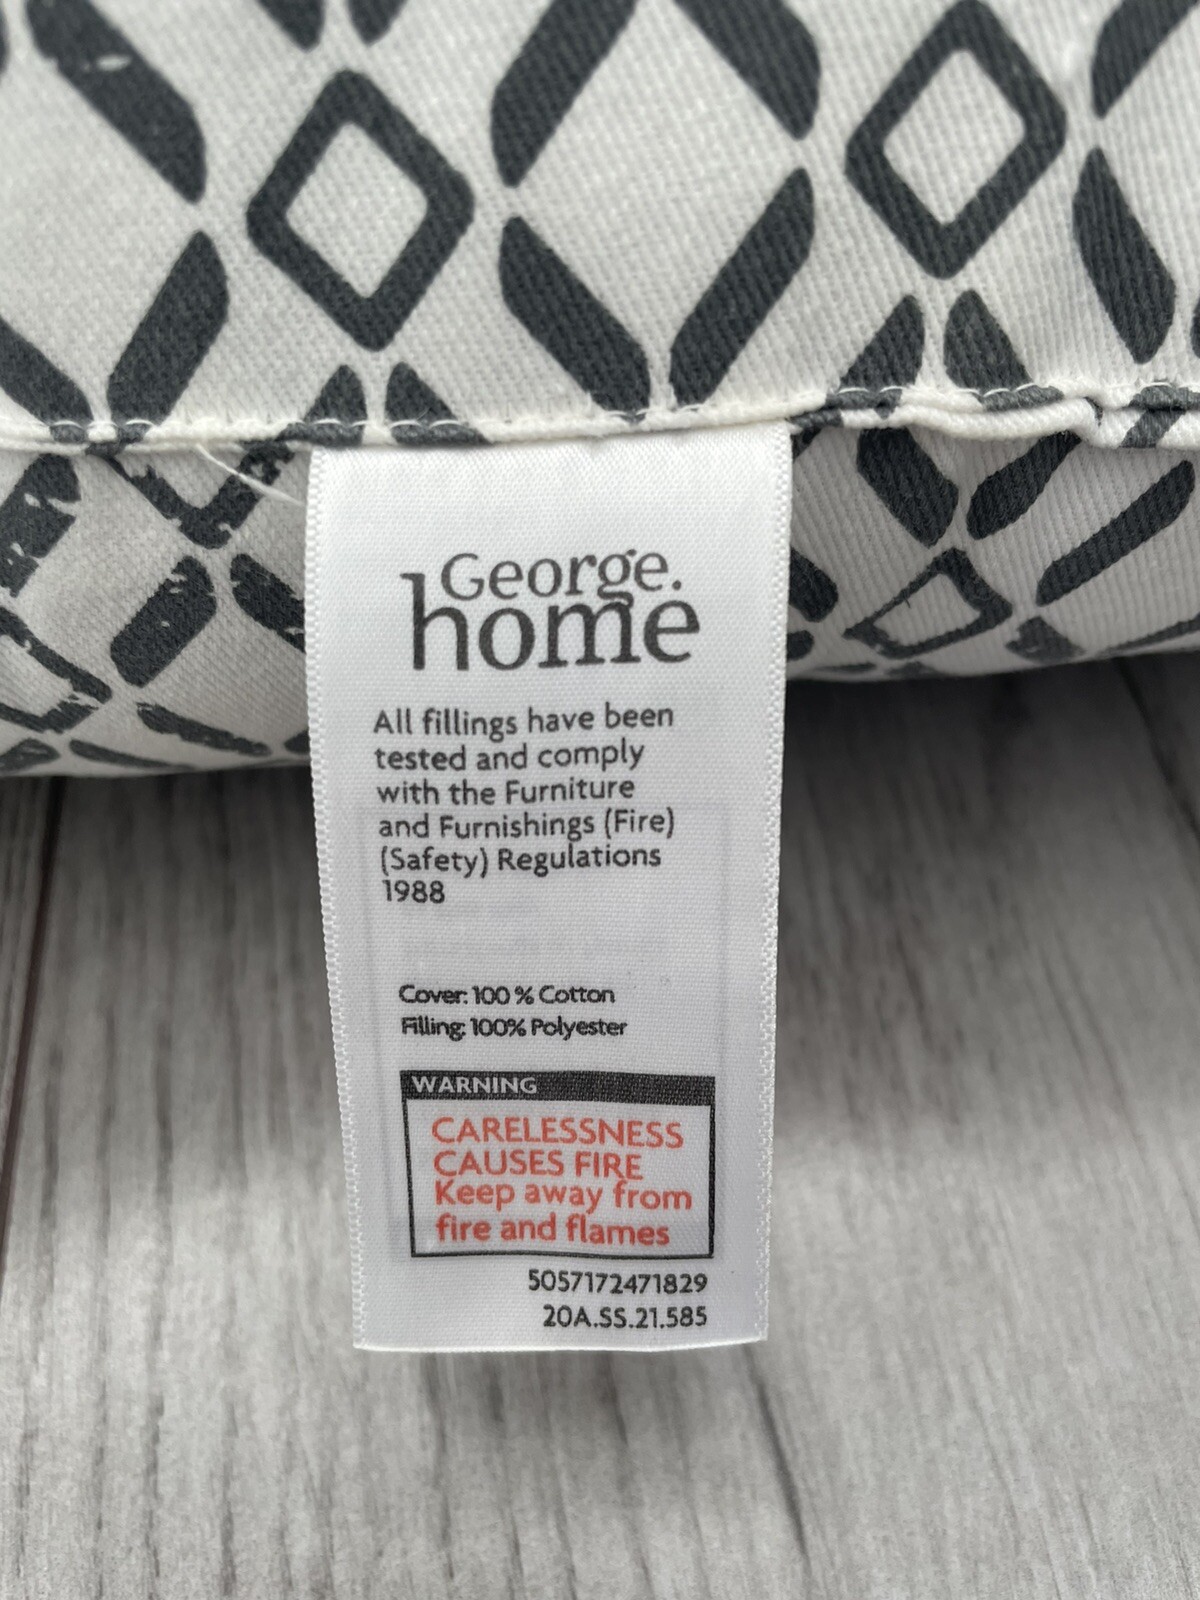 George.
home
All fillings have been
tested and comply
with the Furniture
and Furnishings (Fire)
(Safety) Regulations
1988
Cover: 100 % Cotton
Filling: 100% Polyester
WARNING
CARELESSNESS
CAUSES FIRE
Keep away from
fire and flames
5057172471829
20A.SS.21.585